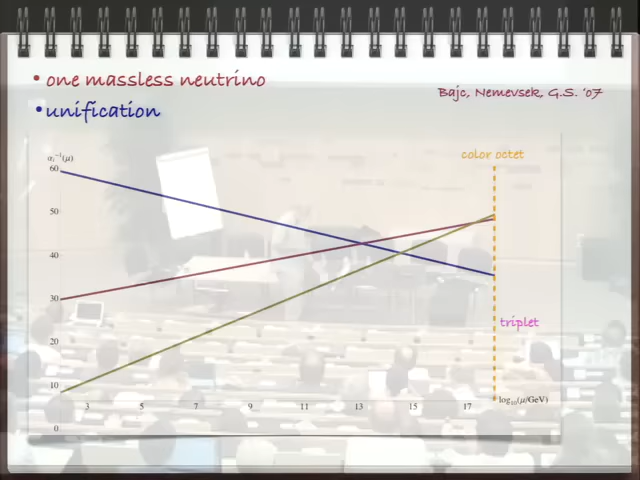 • one massless neutrino
Bajc, Nemevsek, G.S. '07
• unification
color octet
αᵢ⁻¹(μ)
60
50
40
30
triplet
20
10
log₁₀(μ/GeV)
3 5 7 9 11 13 15 17
0